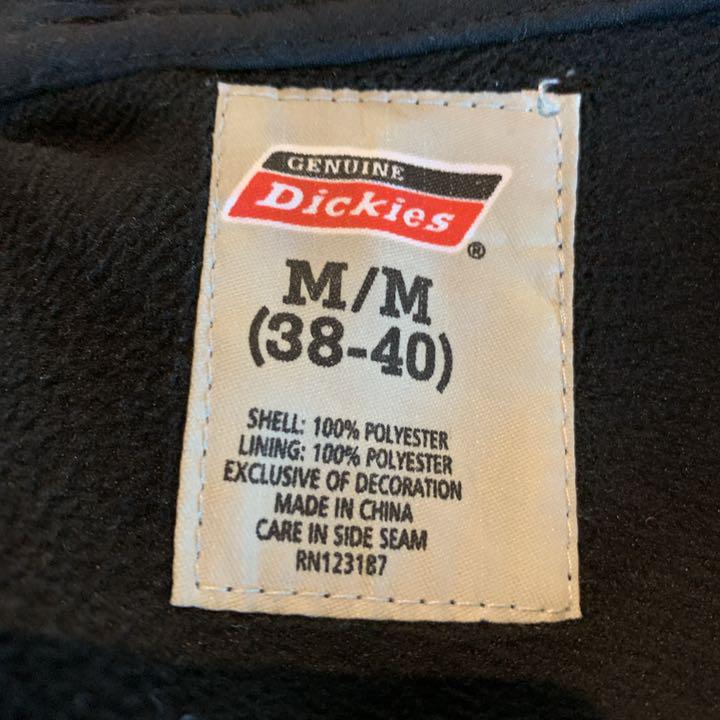 GENUINE
Dickies
®
M/M
(38-40)
SHELL: 100% POLYESTER
LINING: 100% POLYESTER
EXCLUSIVE OF DECORATION
MADE IN CHINA
CARE IN SIDE SEAM
RN123187